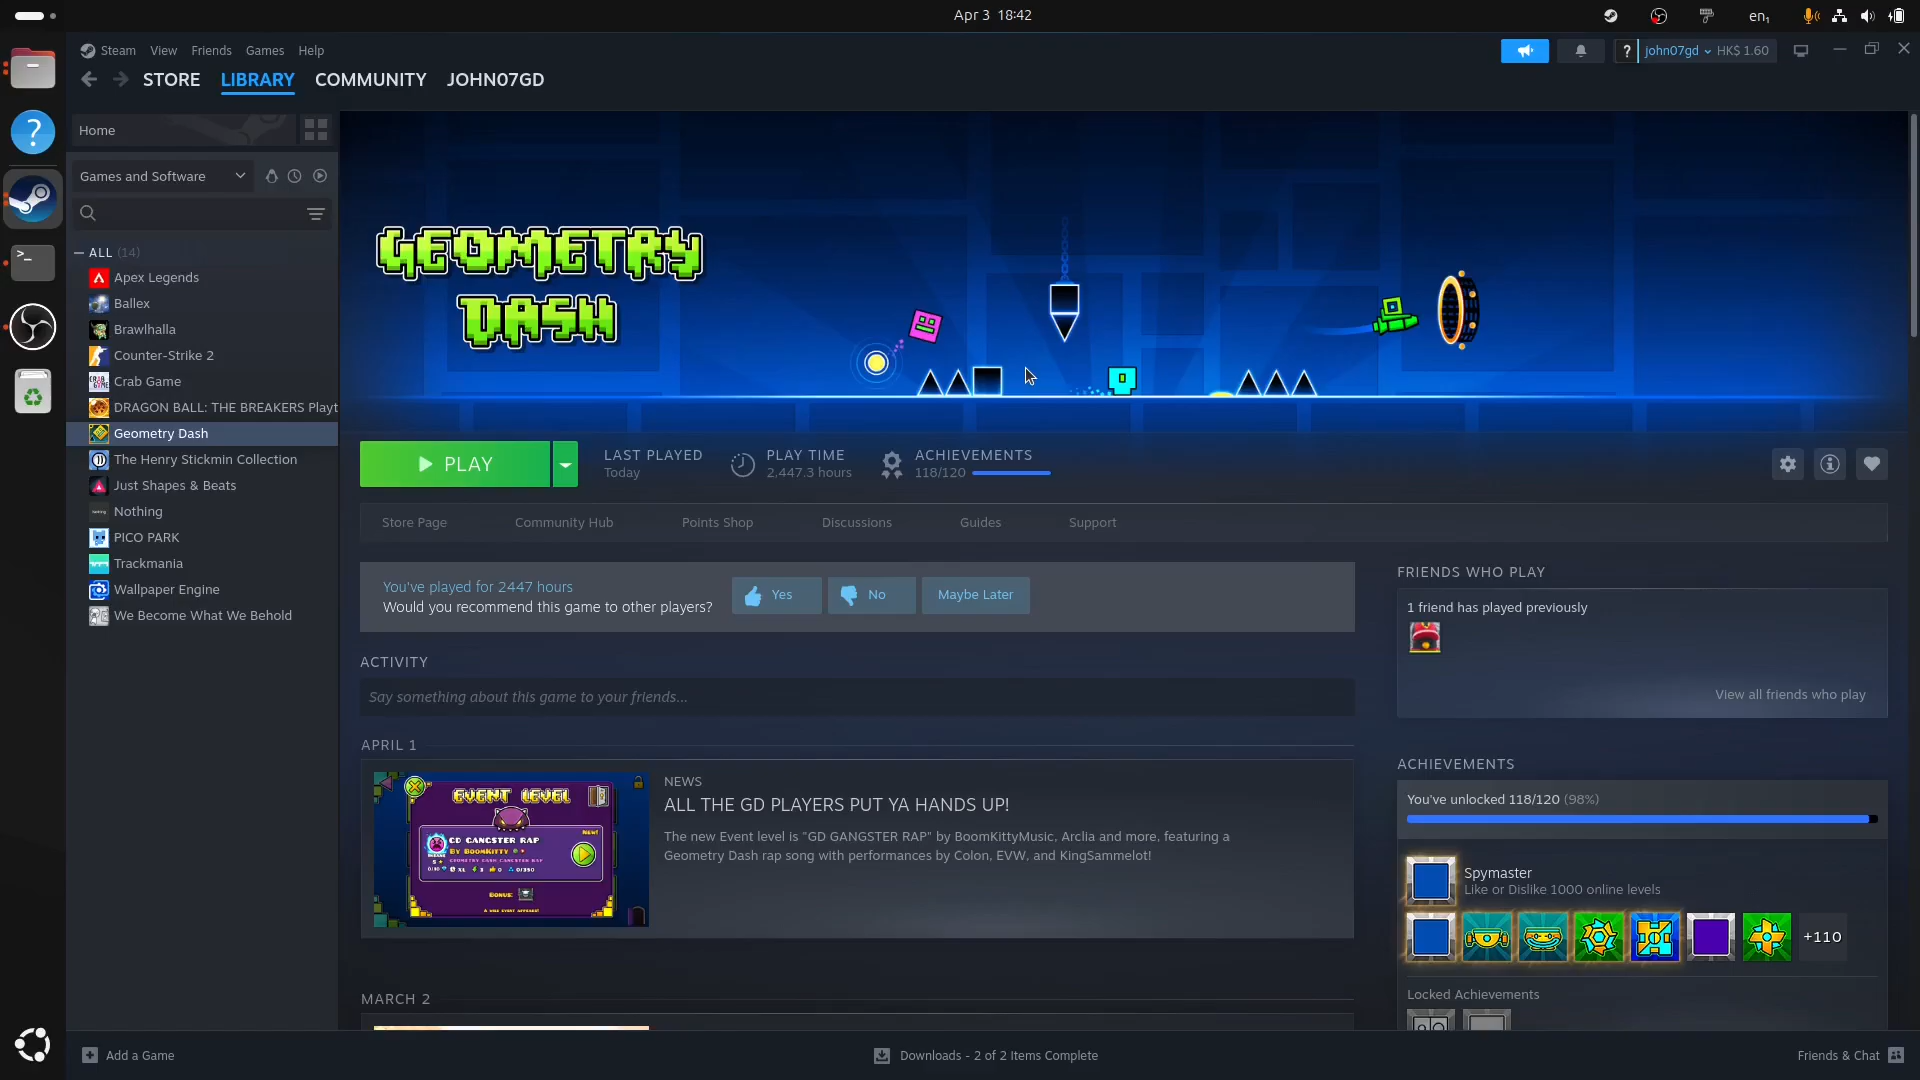 Apr 3 18:42
en₁
Steam View Friends Games Help
? john07gd HK$ 1.60
STORE LIBRARY COMMUNITY JOHN07GD
Home
Games and Software
ALL (14)
Apex Legends
Ballex
Brawlhalla
Counter-Strike 2
Crab Game
DRAGON BALL: THE BREAKERS Playt
Geometry Dash
The Henry Stickmin Collection
Just Shapes & Beats
Nothing
PICO PARK
Trackmania
Wallpaper Engine
We Become What We Behold
GEOMETRY
DASH
PLAY
LAST PLAYED
Today
PLAY TIME
2,447.3 hours
ACHIEVEMENTS
118/120
Store Page Community Hub Points Shop Discussions Guides Support
You've played for 2447 hours
Would you recommend this game to other players?
Yes No Maybe Later
ACTIVITY
Say something about this game to your friends...
APRIL 1
EVENT LEVEL
NEW!
GD GANGSTER RAP
BY BOOMKITTY
BONUS:
NEWS
ALL THE GD PLAYERS PUT YA HANDS UP!
The new Event level is "GD GANGSTER RAP" by BoomKittyMusic, Arclia and more, featuring a
Geometry Dash rap song with performances by Colon, EVW, and KingSammelot!
MARCH 2
FRIENDS WHO PLAY
1 friend has played previously
View all friends who play
ACHIEVEMENTS
You've unlocked 118/120 (98%)
Spymaster
Like or Dislike 1000 online levels
+110
Locked Achievements
Add a Game
Downloads - 2 of 2 Items Complete
Friends & Chat